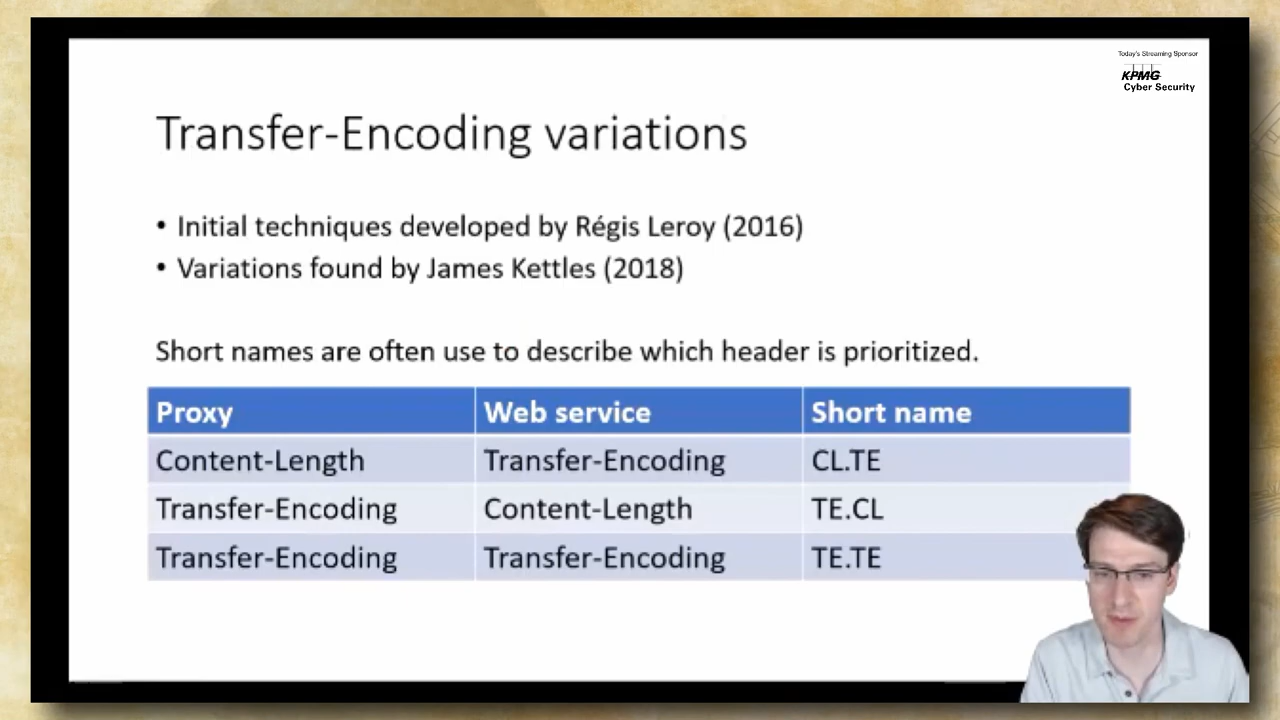 Today's Streaming Sponsor
KPMG
Cyber Security
Transfer-Encoding variations
• Initial techniques developed by Régis Leroy (2016)
• Variations found by James Kettles (2018)
Short names are often use to describe which header is prioritized.
Proxy Web service Short name
Content-Length Transfer-Encoding CL.TE
Transfer-Encoding Content-Length TE.CL
Transfer-Encoding Transfer-Encoding TE.TE